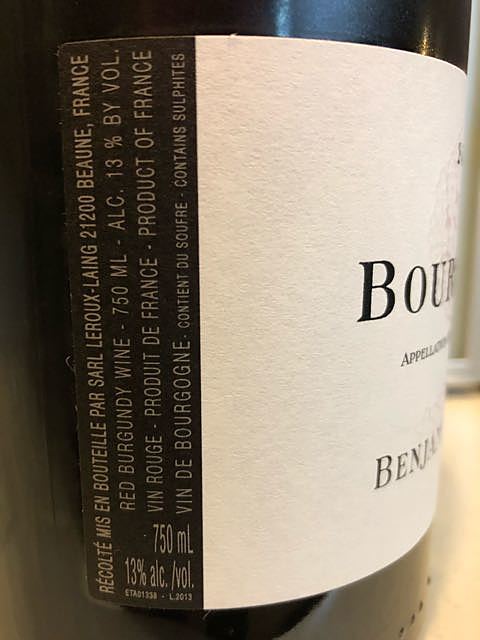 RÉCOLTÉ MIS EN BOUTEILLE PAR SARL LEROUX-LAING 21200 BEAUNE, FRANCE
RED BURGUNDY WINE - 750 ML - ALC. 13 % BY VOL.
VIN ROUGE - PRODUIT DE FRANCE - PRODUCT OF FRANCE
VIN DE BOURGOGNE - CONTIENT DU SOUFRE - CONTAINS SULPHITES
750 mL
13% alc. /vol.
ETA01338 - L.2013
BOUR
APPELLATION
BENJA